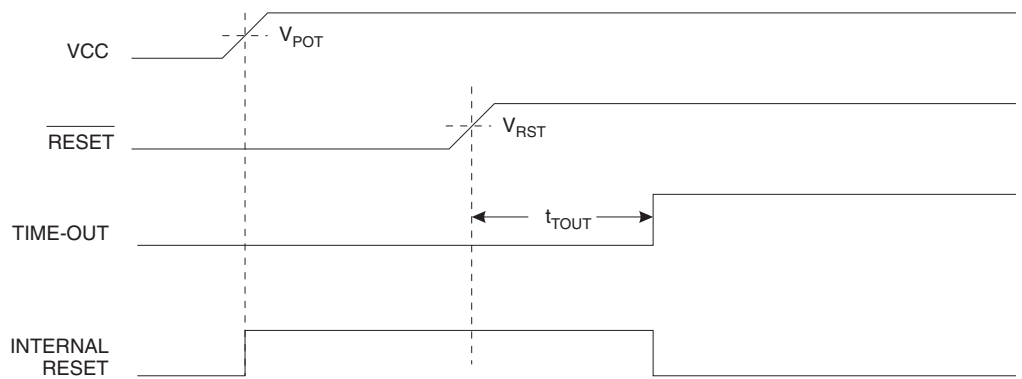 VCC
VPOT
RESET
VRST
TIME-OUT
tTOUT
INTERNAL
RESET